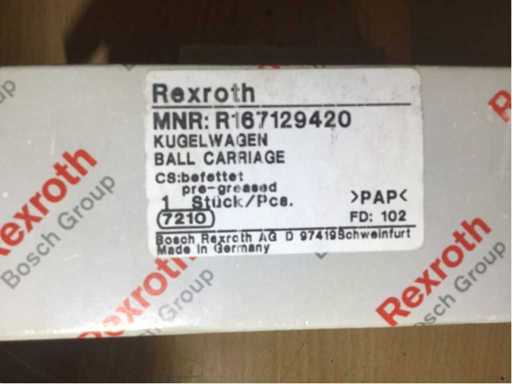 Rexroth
MNR: R167129420
KUGELWAGEN
BALL CARRIAGE
CS:befettet
pre-greased
1 Stück/Pcs. >PAP<
7210 FD: 102
Bosch Rexroth AG D 97419Schweinfurt
Made in Germany
Rexroth
Bosch Group
Rexroth
Group
Rexroth
Bosch Group